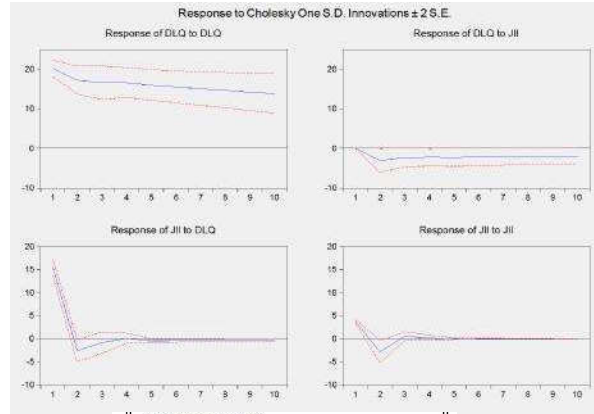 Response to Cholesky One S.D. Innovations ± 2 S.E.
Response of DLQ to DLQ
Response of DLQ to JII
20
10
0
-10
1 2 3 4 5 6 7 8 9 10
20
10
0
-10
1 2 3 4 5 6 7 8 9 10
Response of JII to DLQ
Response of JII to JII
20
15
10
5
0
-5
-10
1 2 3 4 5 6 7 8 9 10
20
15
10
5
0
-5
-10
1 2 3 4 5 6 7 8 9 10